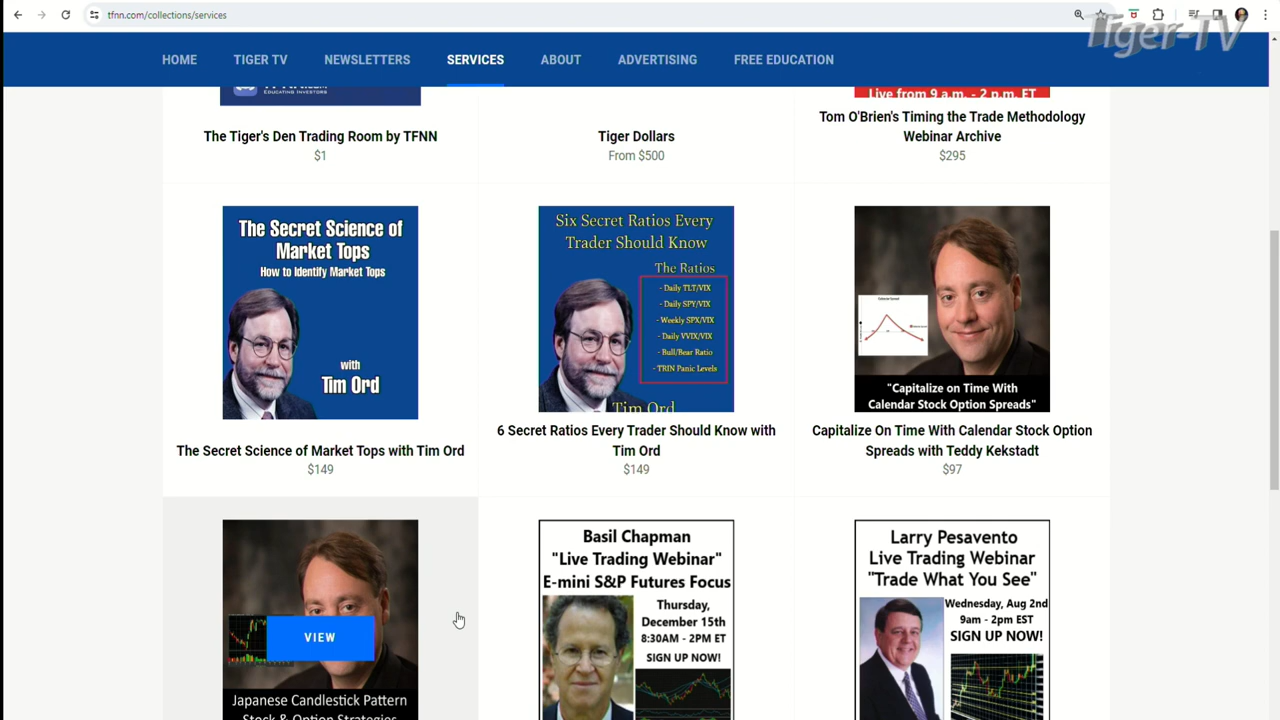 tfnn.com/collections/services
Tiger-TV
HOME
TIGER TV
NEWSLETTERS
SERVICES
ABOUT
ADVERTISING
FREE EDUCATION
EDUCATING INVESTORS
Live from 9 a.m. - 2 p.m. ET
The Tiger's Den Trading Room by TFNN
$1
Tiger Dollars
From $500
Tom O'Brien's Timing the Trade Methodology
Webinar Archive
$295
The Secret Science of
Market Tops
How to Identify Market Tops
with
Tim Ord
The Secret Science of Market Tops with Tim Ord
$149
Six Secret Ratios Every
Trader Should Know
The Ratios
- Daily TLT/VIX
- Daily SPY/VIX
- Weekly SPX/VIX
- Daily VVIX/VIX
- Bull/Bear Ratio
- TRIN Panic Levels
Tim Ord
6 Secret Ratios Every Trader Should Know with
Tim Ord
$149
"Capitalize on Time With
Calendar Stock Option Spreads"
Capitalize On Time With Calendar Stock Option
Spreads with Teddy Kekstadt
$97
VIEW
Japanese Candlestick Pattern
Stock & Option Strategies
Basil Chapman
"Live Trading Webinar"
E-mini S&P Futures Focus
Thursday,
December 15th
8:30AM - 2PM ET
SIGN UP NOW!
Larry Pesavento
Live Trading Webinar
"Trade What You See"
Wednesday, Aug 2nd
9am - 2pm EST
SIGN UP NOW!